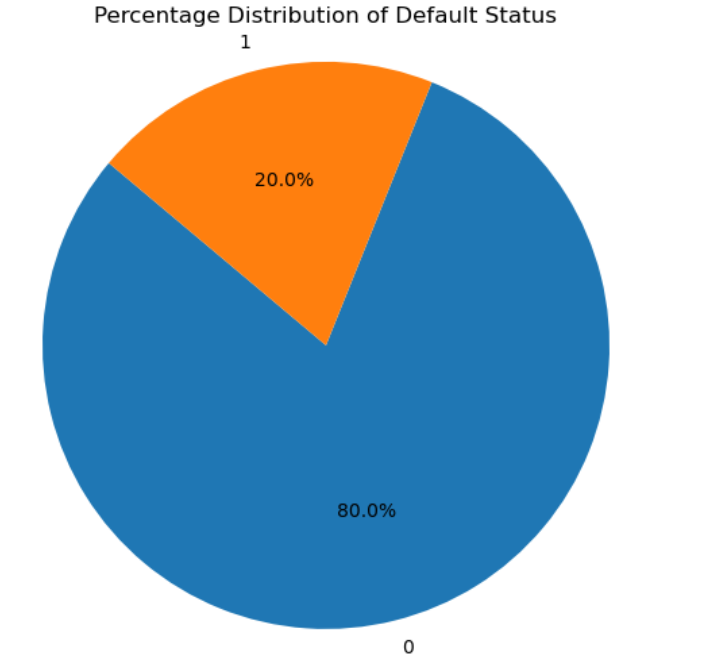 Percentage Distribution of Default Status
1
20.0%
80.0%
0